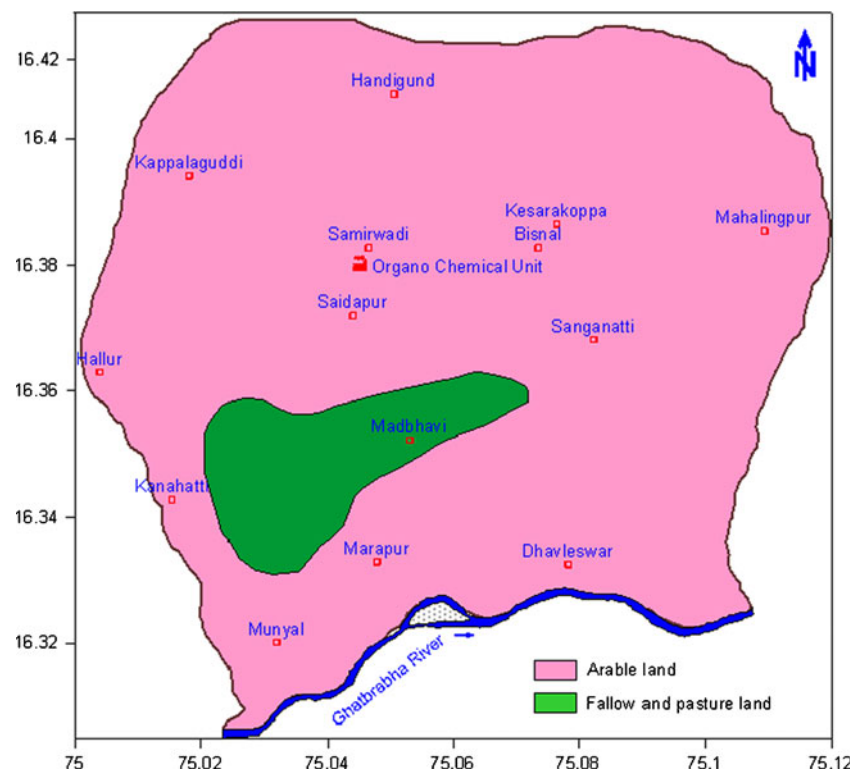 16.42
Handigund
N
16.4
Kappalaguddi
Kesarakoppa
Mahalingpur
Samirwadi
Bisnal
16.38
Organo Chemical Unit
Saidapur
Sanganatti
Hallur
16.36
Madbhavi
Kanahatti
16.34
Marapur
Dhavleswar
Munyal
16.32
Ghatbrabha River
Arable land
Fallow and pasture land
75
75.02
75.04
75.06
75.08
75.1
75.12